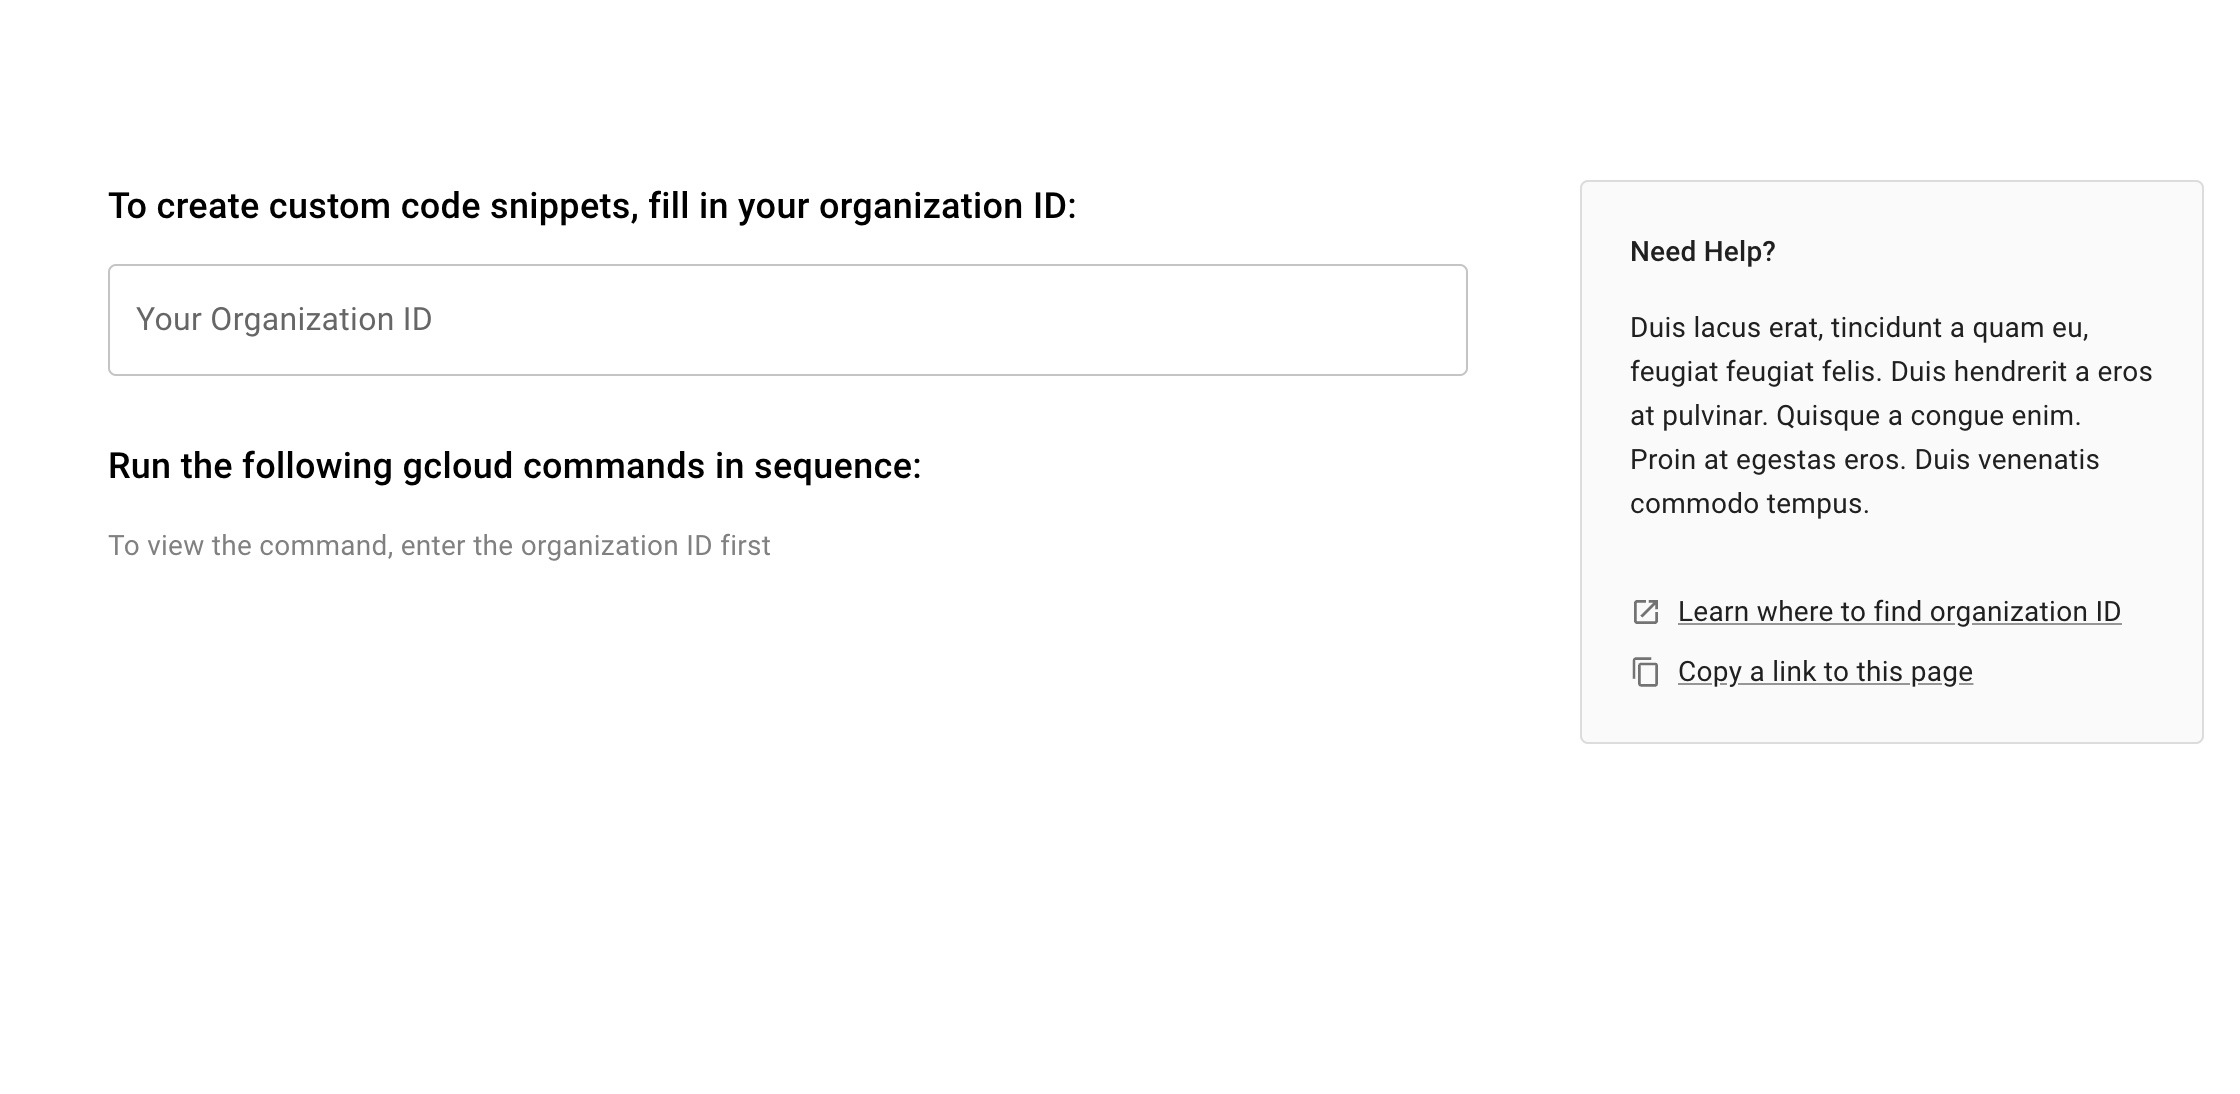 To create custom code snippets, fill in your organization ID:
Your Organization ID
Run the following gcloud commands in sequence:
To view the command, enter the organization ID first
Need Help?
Duis lacus erat, tincidunt a quam eu,
feugiat feugiat felis. Duis hendrerit a eros
at pulvinar. Quisque a congue enim.
Proin at egestas eros. Duis venenatis
commodo tempus.
Learn where to find organization ID
Copy a link to this page